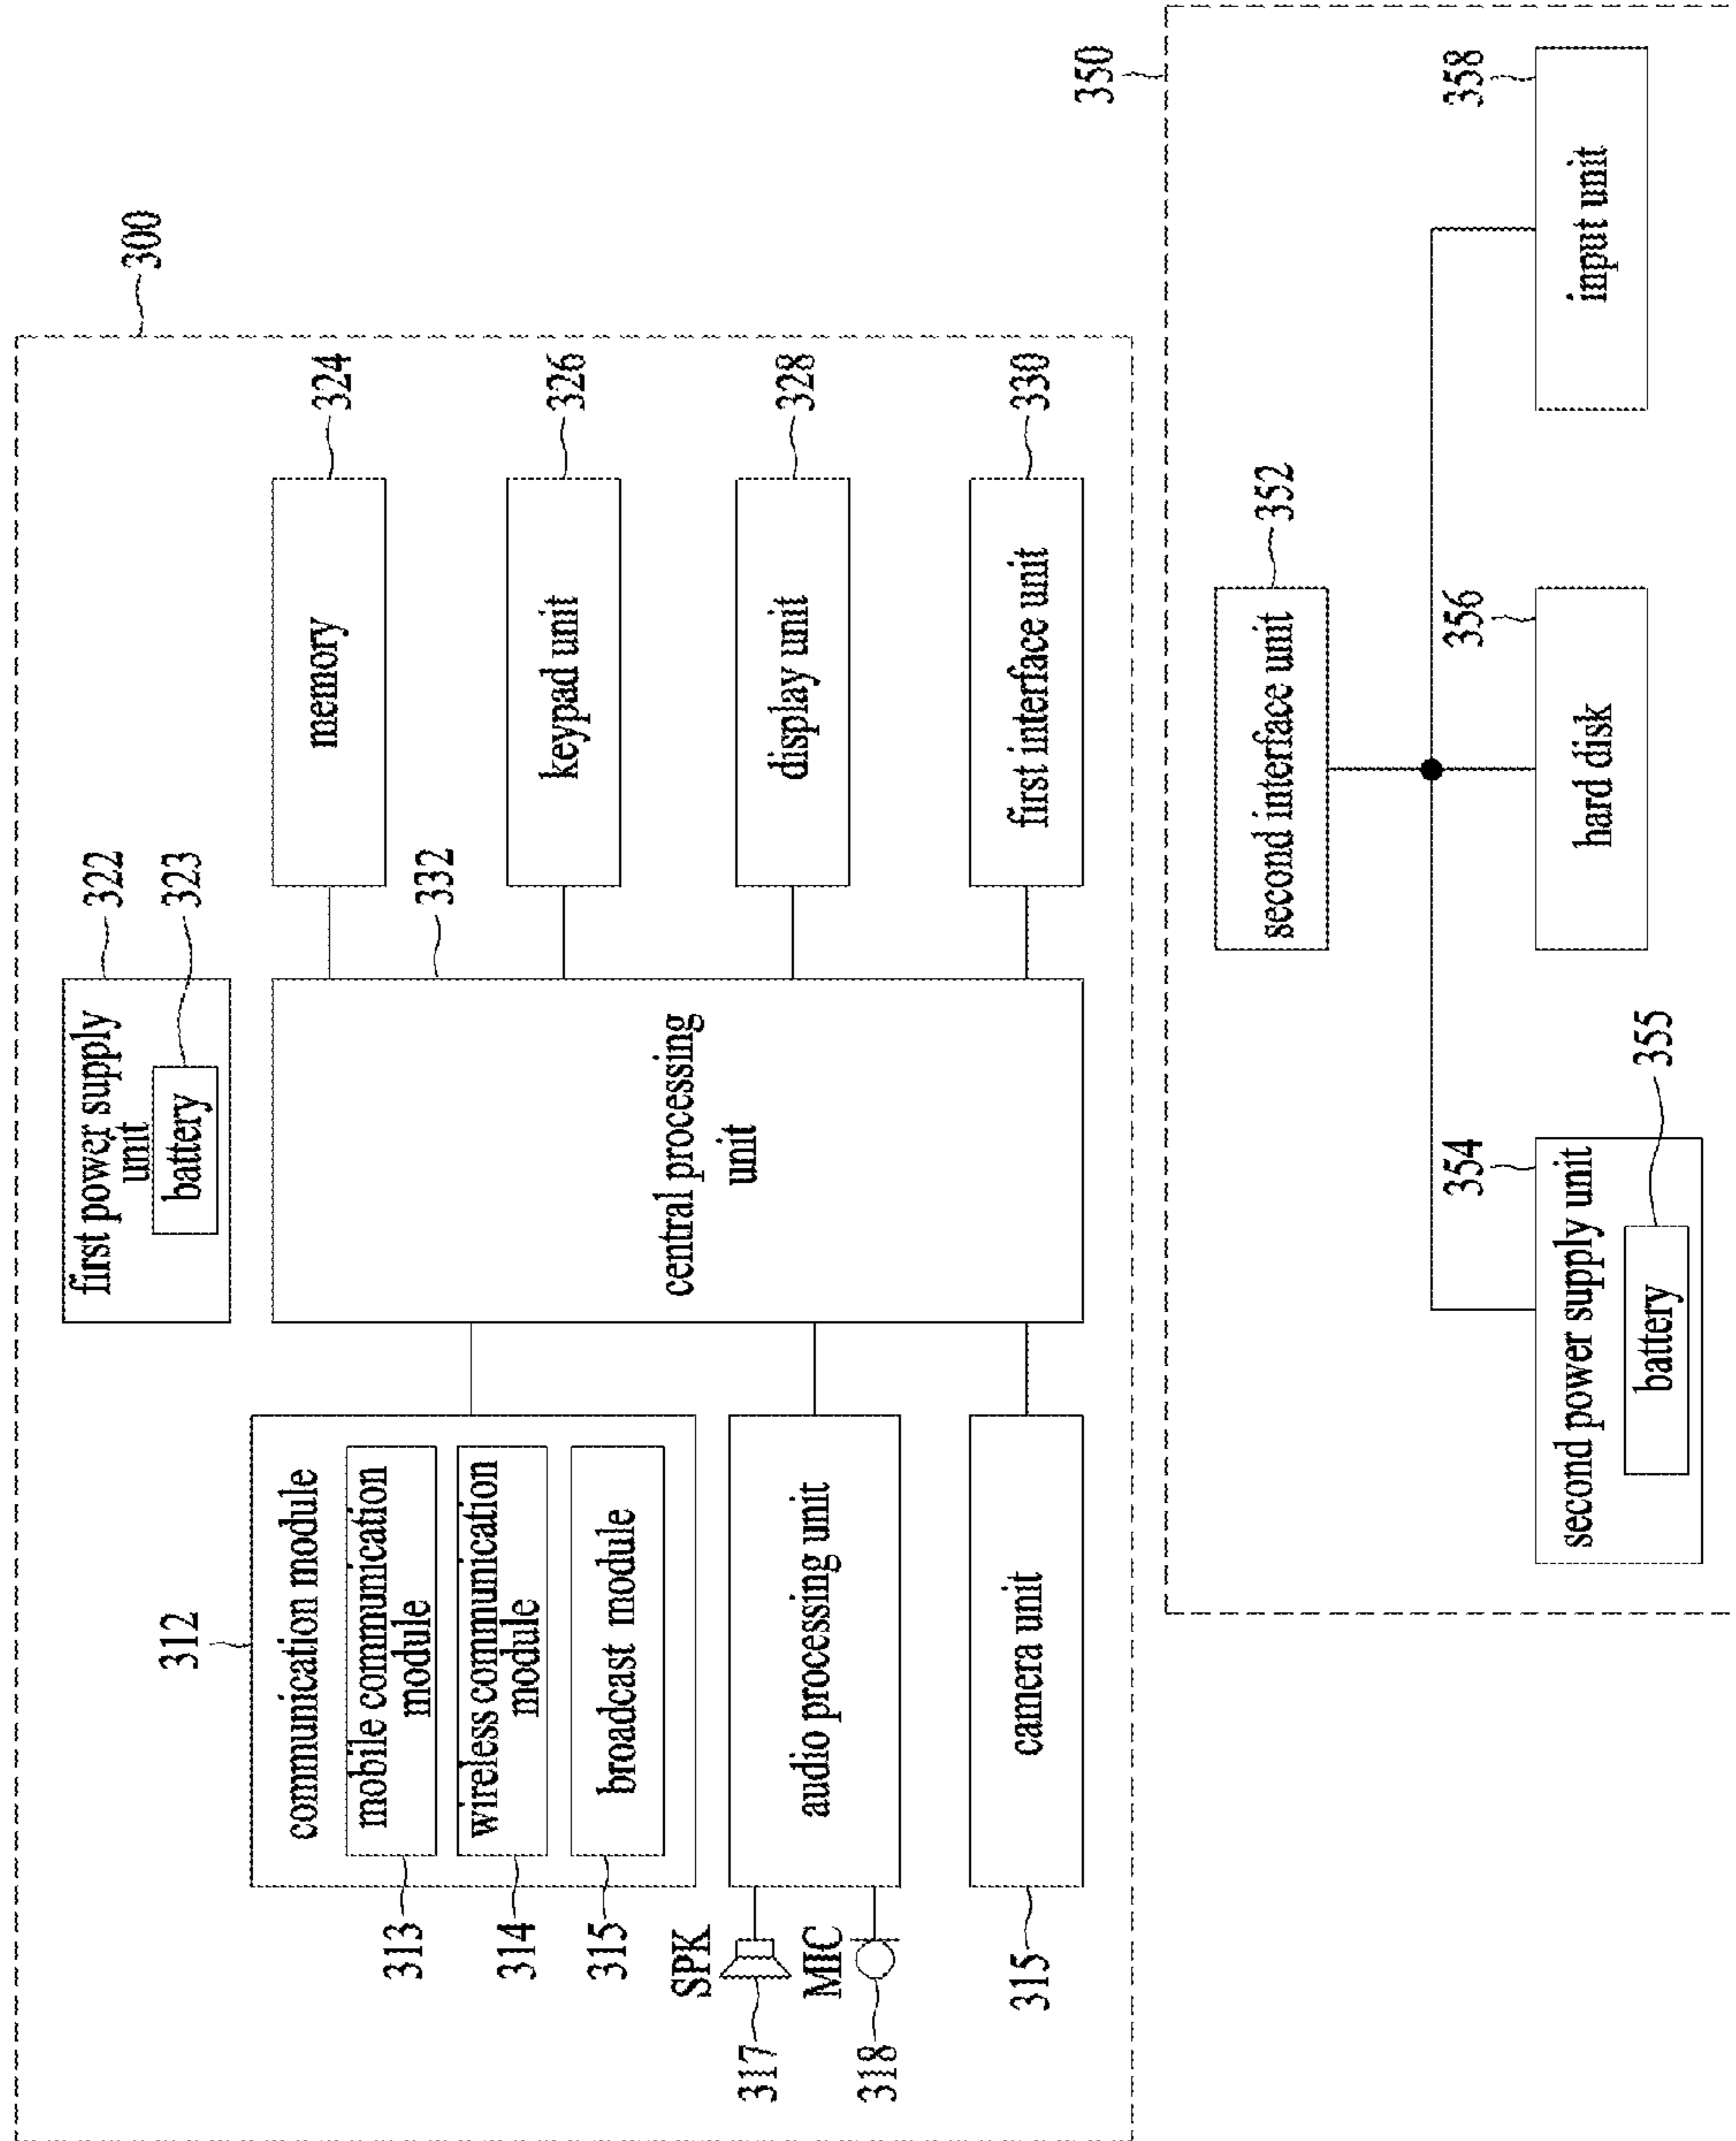 300
first power supply
unit
322
battery
323
312
communication module
mobile communication
module
313
wireless communication
module
314
broadcast module
315
SPK
317
MIC
318
audio processing unit
camera unit
315
central processing
unit
332
memory
324
keypad unit
326
display unit
328
first interface unit
330
350
second interface unit
352
second power supply unit
354
battery
355
hard disk
356
input unit
358